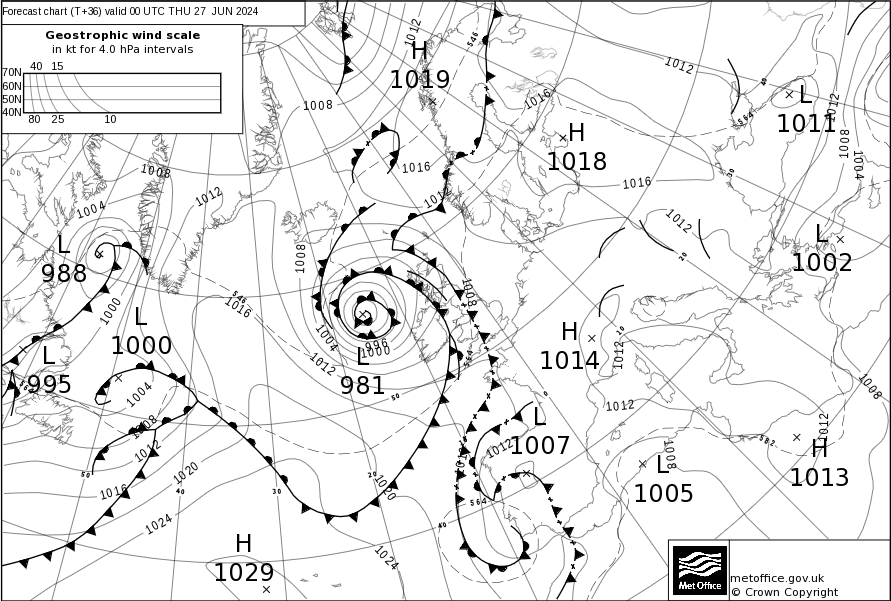 Forecast chart (T+36) valid 00 UTC THU 27 JUN 2024
Geostrophic wind scale
in kt for 4.0 hPa intervals
40 15
70N
60N
50N
40N
80 25 10
H
1019
1012
546
1008
1016
1012
H
1018
L
1011
1012
1008
1004
564
40
30
1016
1016
1012
1008
1012
1004
L
988
1000
L
1000
L
995
1004
1008
1012
1016
1020
1024
50
40
30
20
546
1016
1008
1004
1012
996
1000
L
981
1008
564
50
1012
20
L
1002
H
1014
1012
10
1012
0
L
1007
1012
564
40
1020
1024
H
1029
L
1005
1008
582
1012
H
1013
1008
Met Office
metoffice.gov.uk
© Crown Copyright